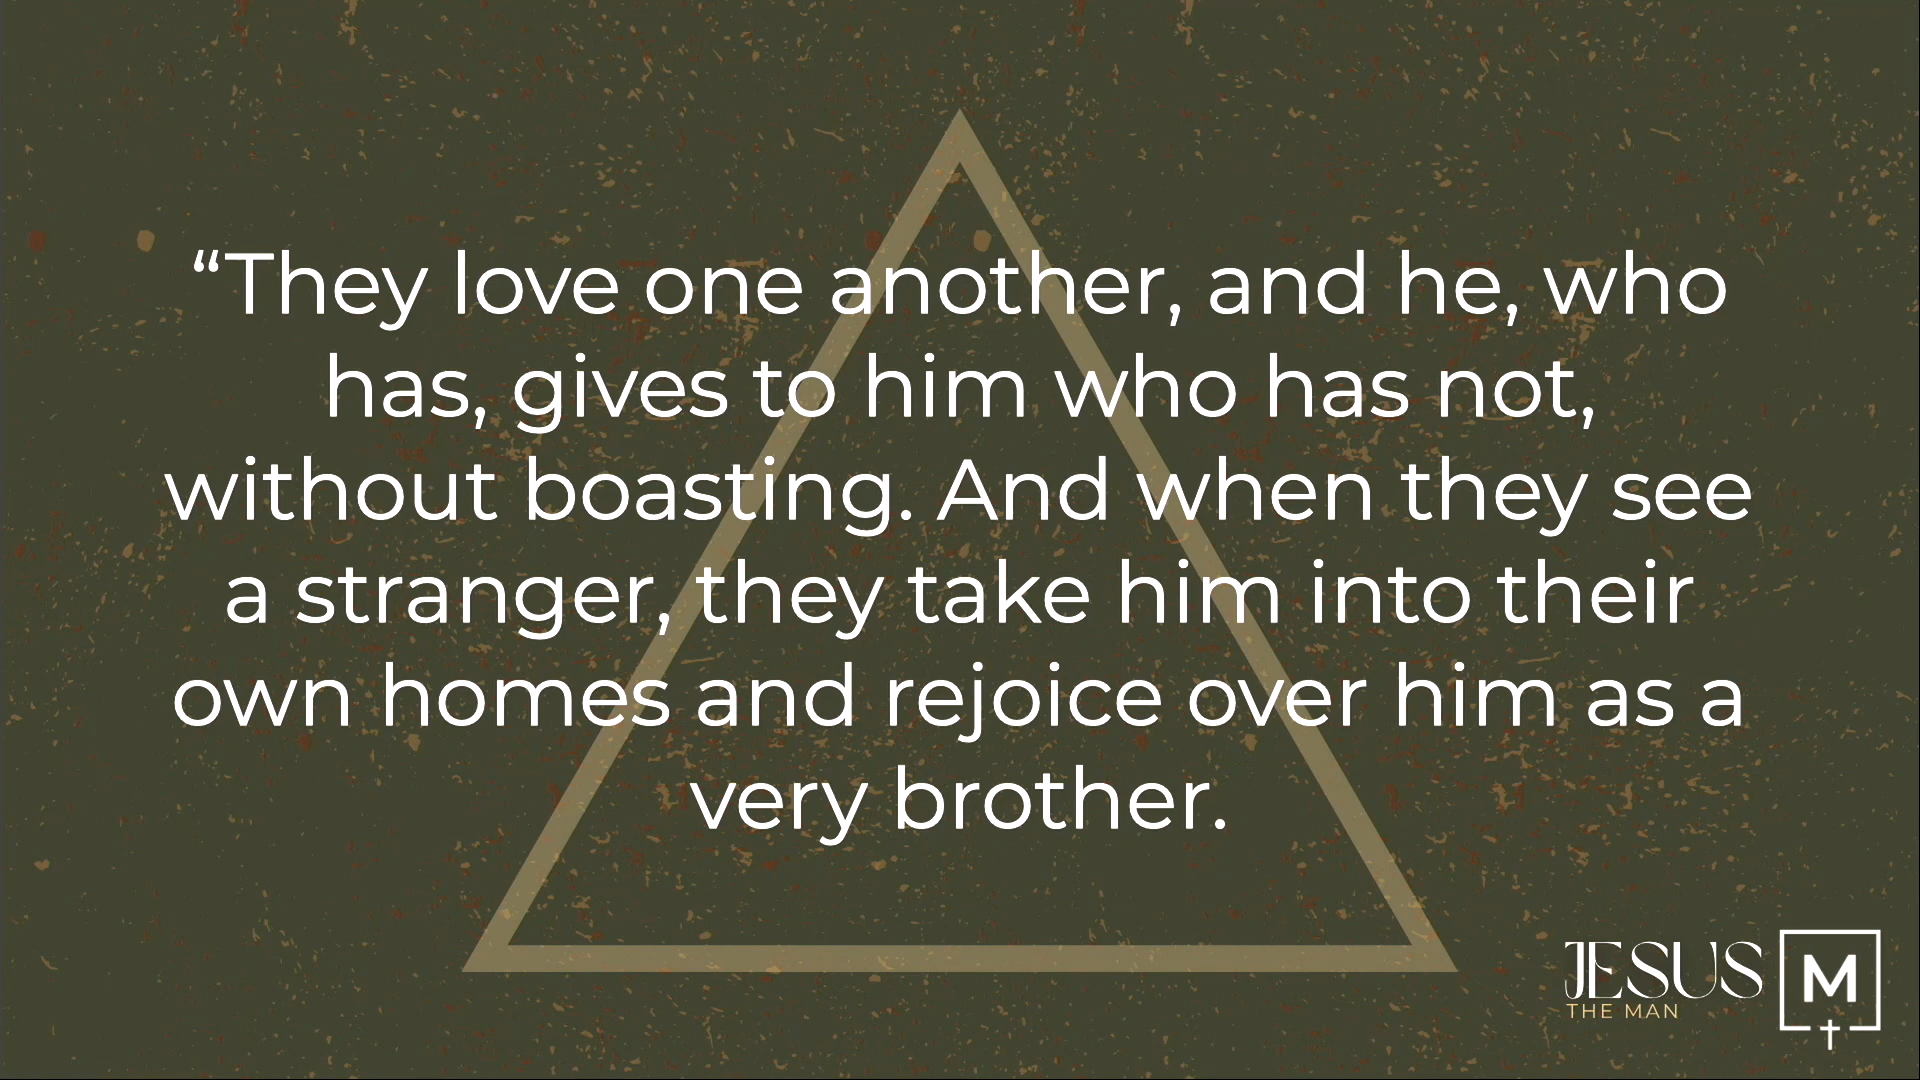 “They love one another, and he, who
has, gives to him who has not,
without boasting. And when they see
a stranger, they take him into their
own homes and rejoice over him as a
very brother.
JESUS
THE MAN
M